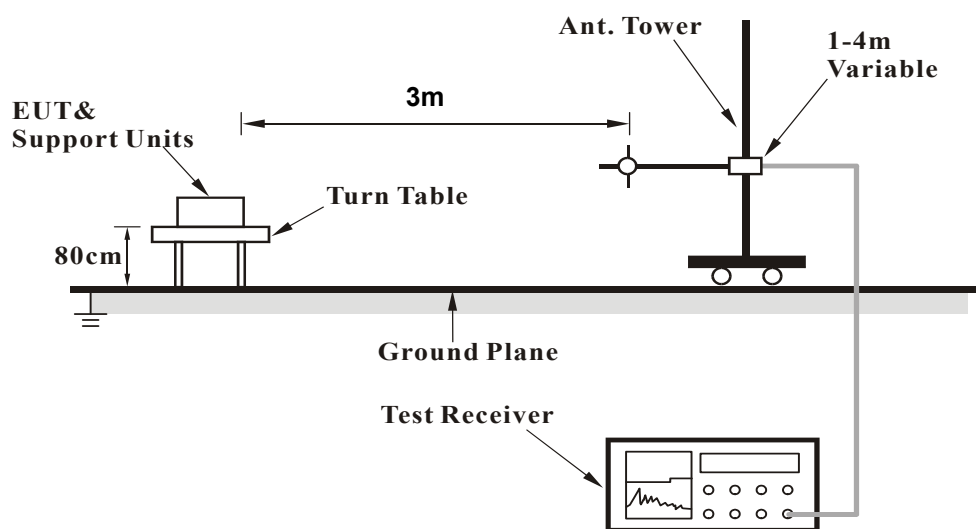 Ant. Tower
1-4m
Variable
3m
EUT&
Support Units
Turn Table
80cm
Ground Plane
Test Receiver